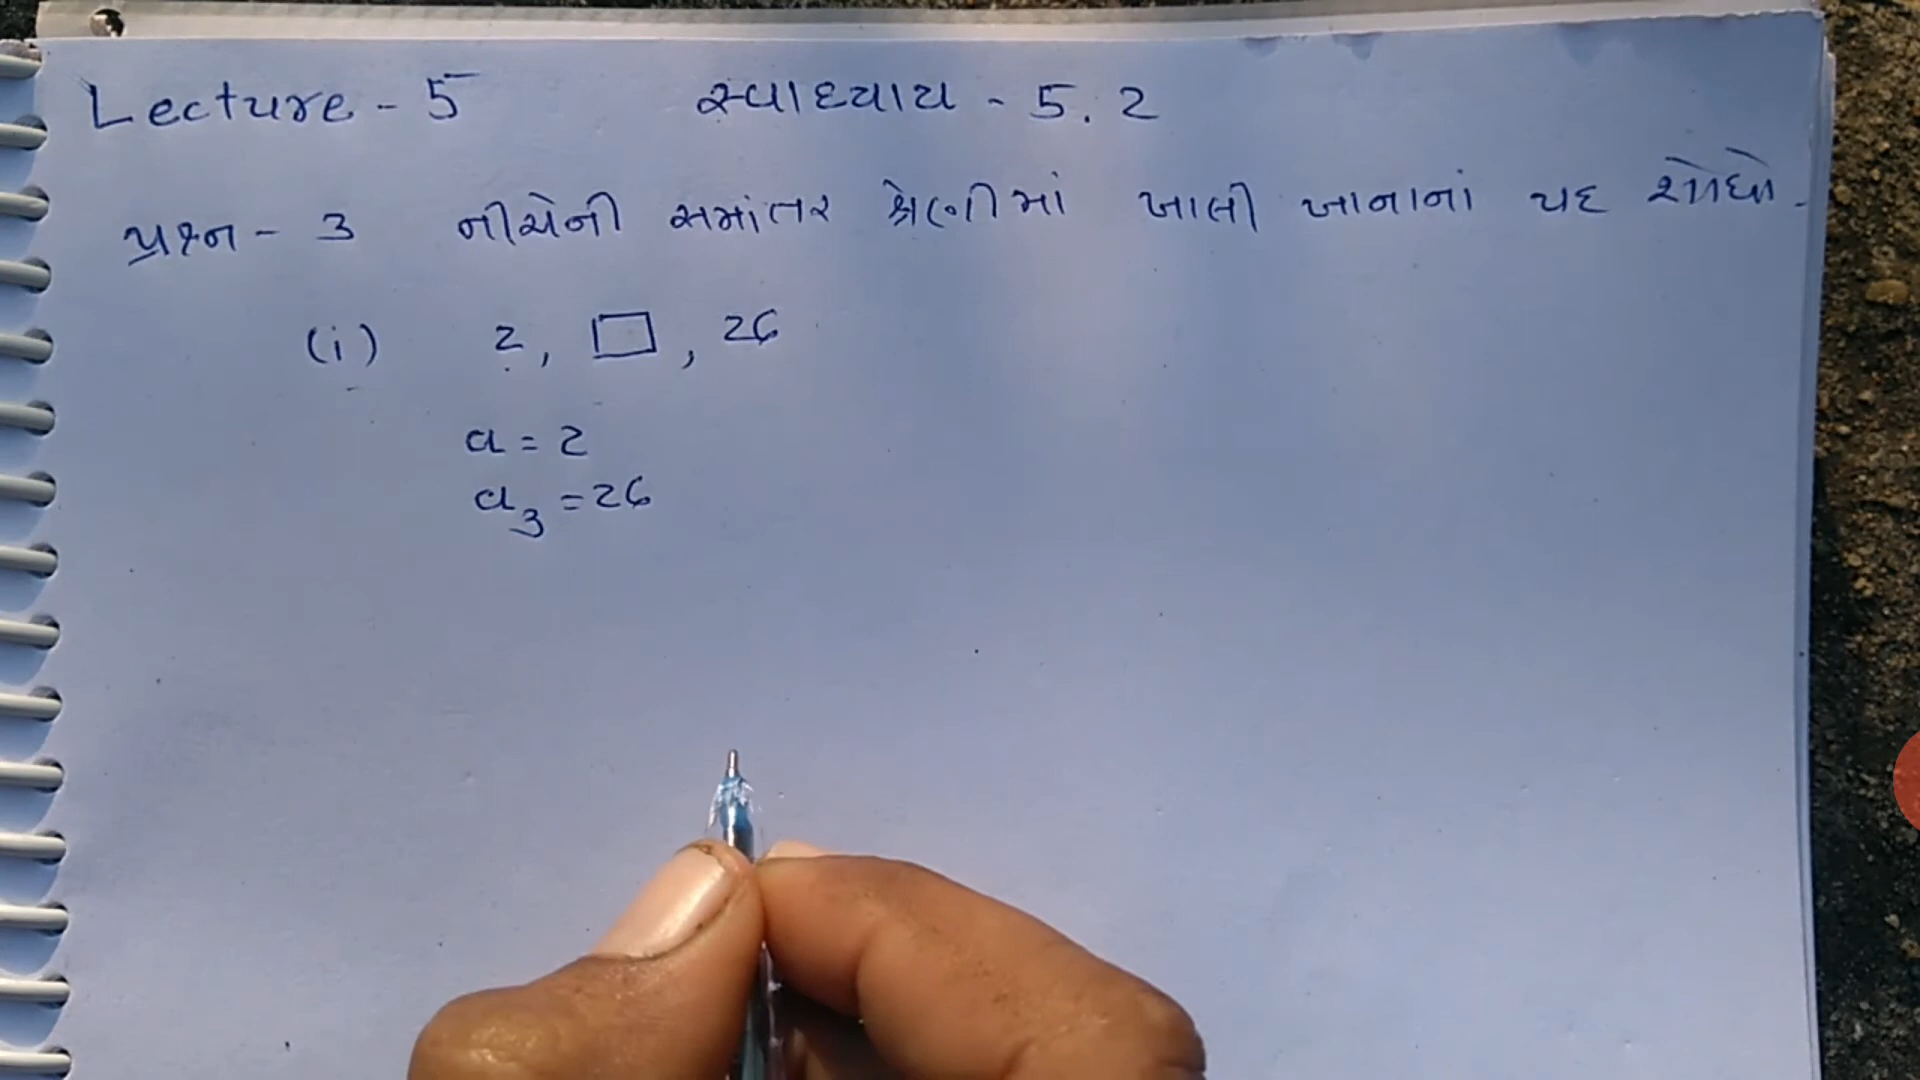 Lecture - 5 સ્વાધ્યાય - 5.2
પ્રશ્ન - 3 નીચેની સમાંતર શ્રેણીમાં ખાલી ખાનાનાં પદ શોધો.
(i) 2, □, 26
a = 2
a₃ = 26